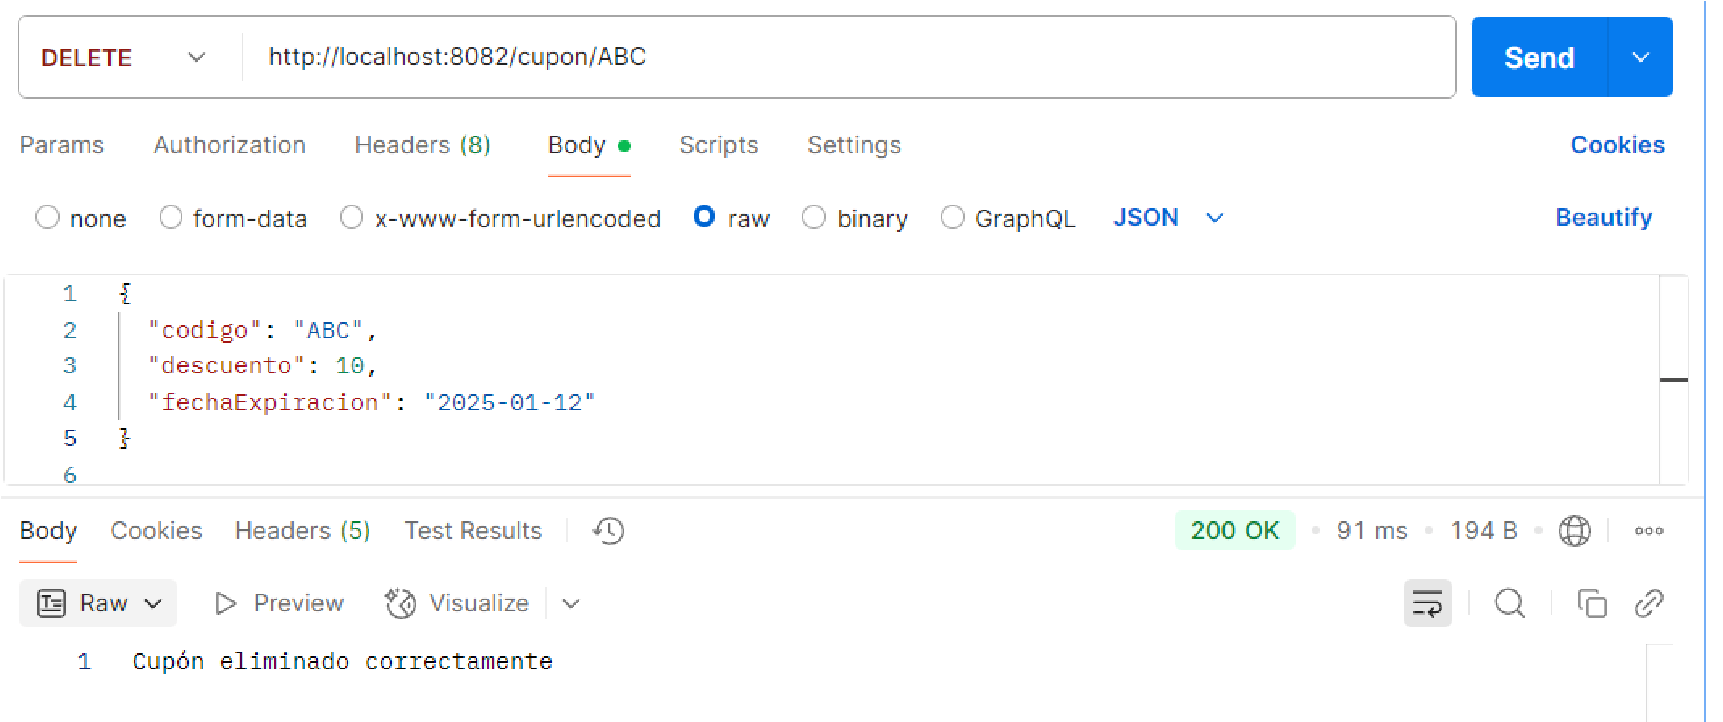 DELETE http://localhost:8082/cupon/ABC Send
Params Authorization Headers (8) Body Scripts Settings Cookies
none form-data x-www-form-urlencoded raw binary GraphQL JSON Beautify
1 {
2 "codigo": "ABC",
3 "descuento": 10,
4 "fechaExpiracion": "2025-01-12"
5 }
6
Body Cookies Headers (5) Test Results 200 OK 91 ms 194 B
Raw Preview Visualize
1 Cupón eliminado correctamente